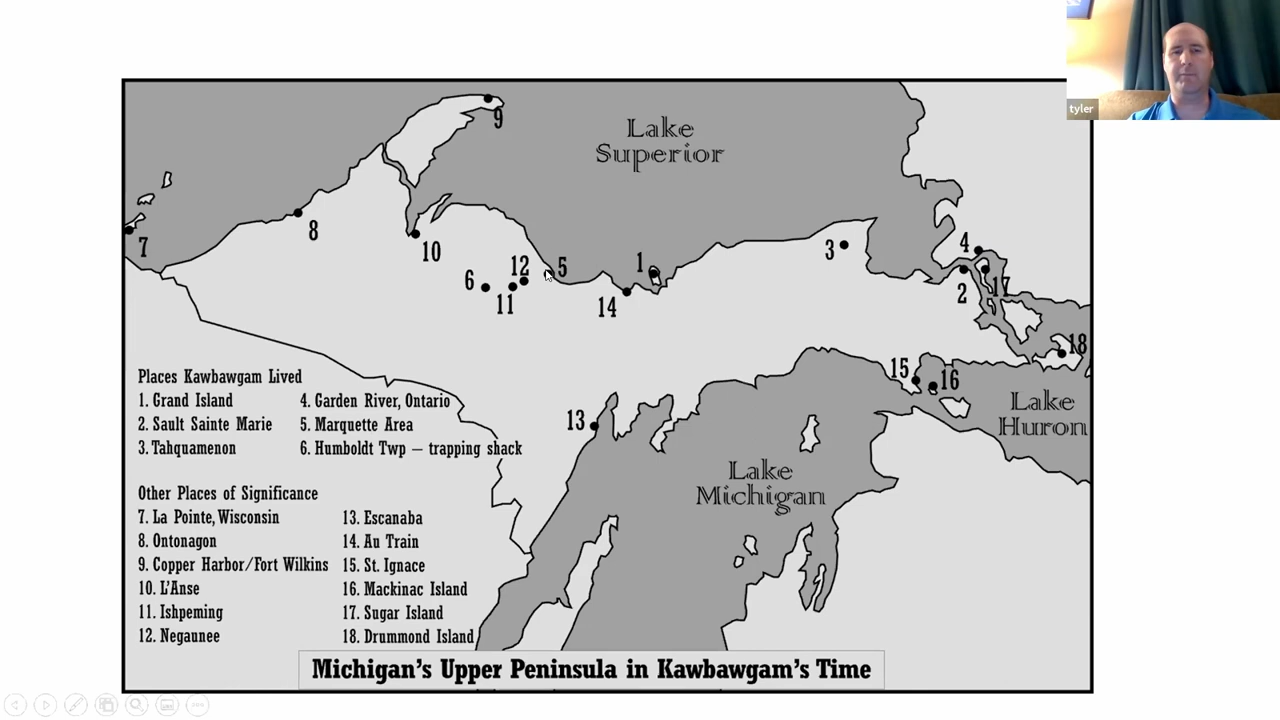 tyler
Lake
Superior
9
8
7
10
12
5
6
11
1
14
3
4
2
17
18
15
16
13
Lake
Huron
Lake
Michigan
Places Kawbawgam Lived
1. Grand Island
2. Sault Sainte Marie
3. Tahquamenon
4. Garden River, Ontario
5. Marquette Area
6. Humboldt Twp – trapping shack
Other Places of Significance
7. La Pointe, Wisconsin
8. Ontonagon
9. Copper Harbor/Fort Wilkins
10. L'Anse
11. Ishpeming
12. Negaunee
13. Escanaba
14. Au Train
15. St. Ignace
16. Mackinac Island
17. Sugar Island
18. Drummond Island
Michigan's Upper Peninsula in Kawbawgam's Time